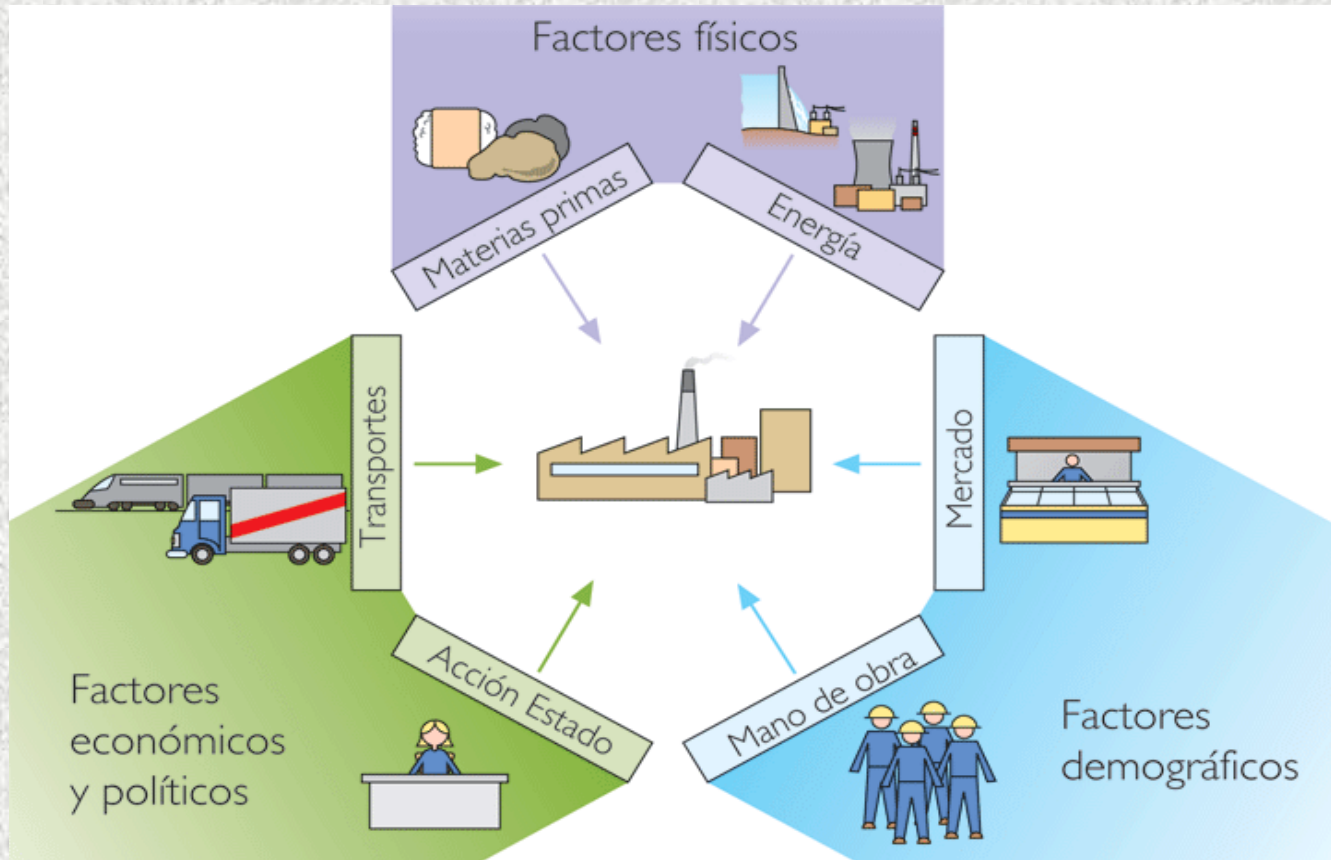 Factores físicos
Materias primas
Energía
Transportes
Mercado
Acción Estado
Mano de obra
Factores
económicos
y políticos
Factores
demográficos